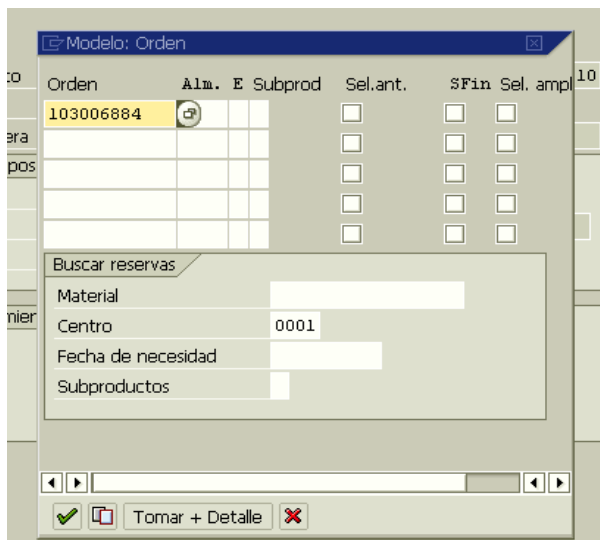 Modelo: Orden
to
10
Orden Alm. E Subprod Sel.ant. SFin Sel. ampl
103006884
era
pos
Buscar reservas
Material
mier
Centro 0001
Fecha de necesidad
Subproductos
Tomar + Detalle